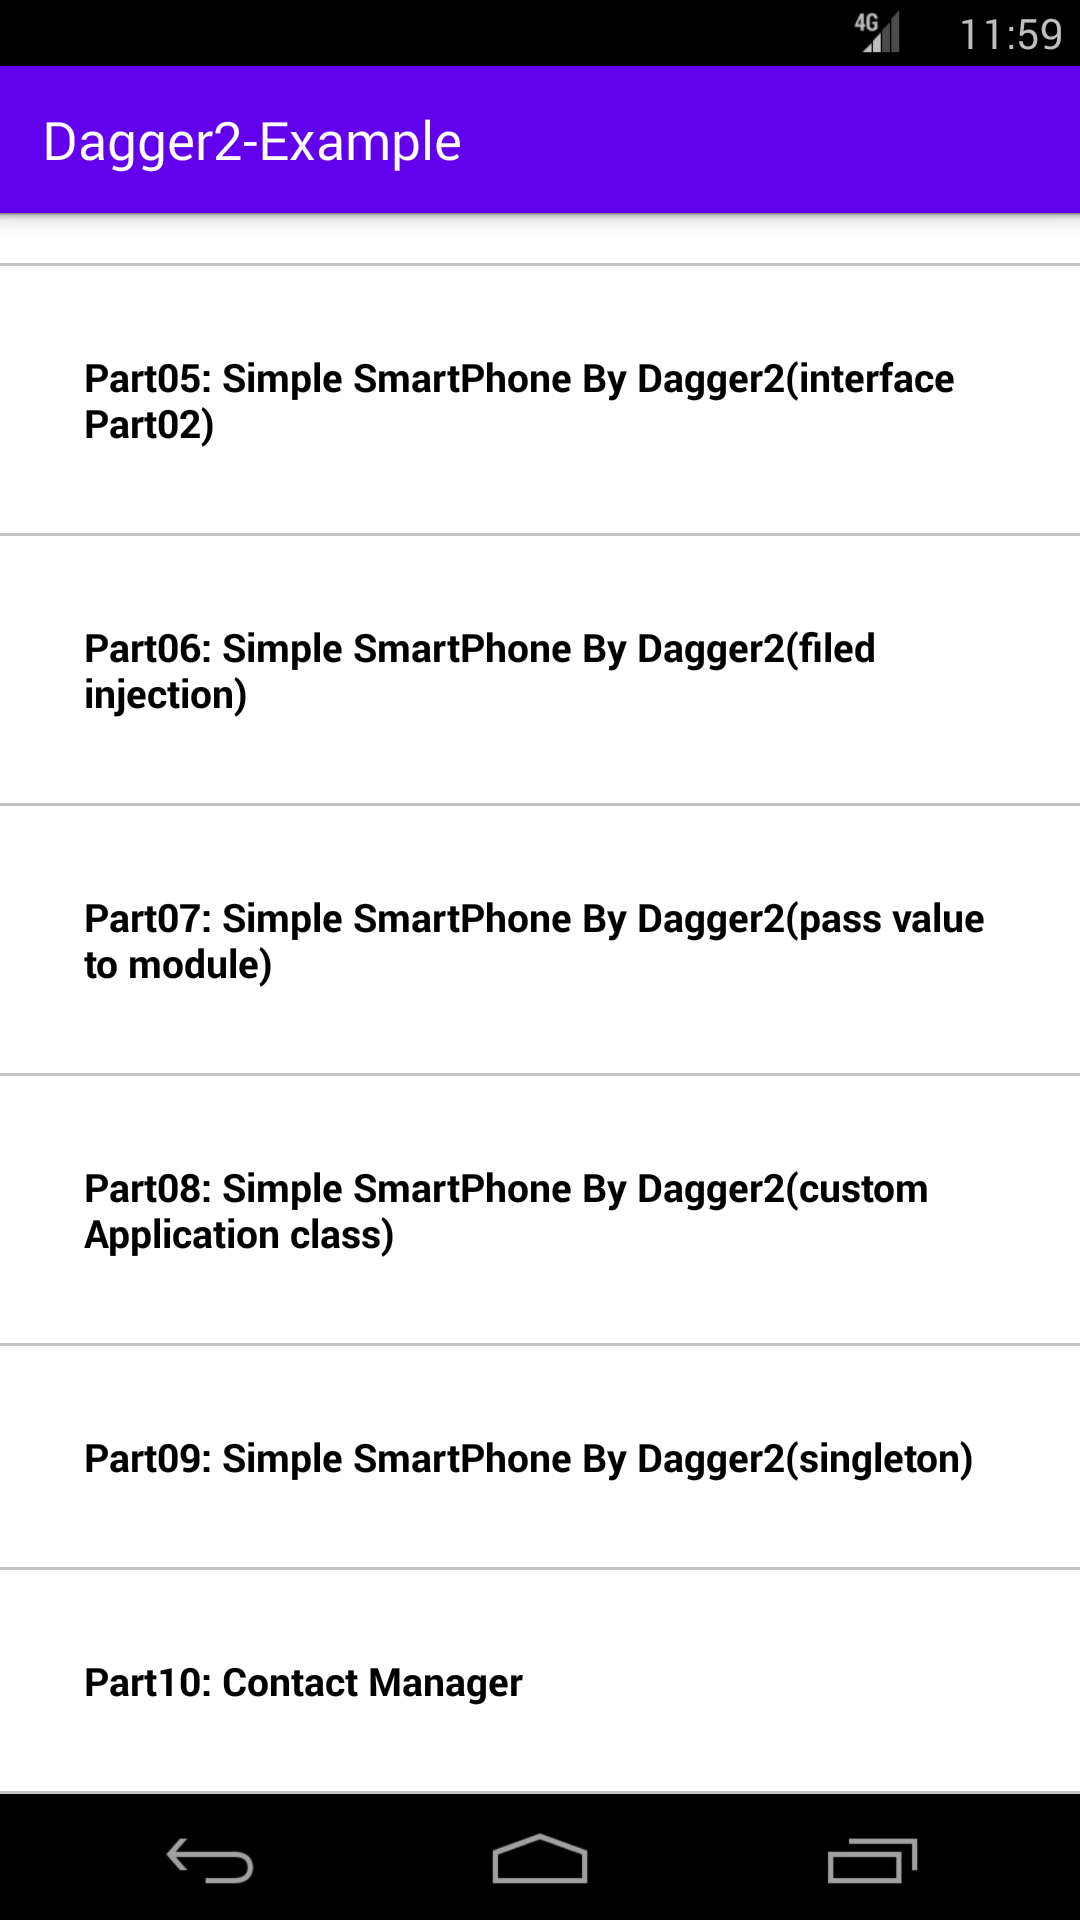 4G 11:59
Dagger2-Example
Part05: Simple SmartPhone By Dagger2(interface
Part02)
Part06: Simple SmartPhone By Dagger2(filed
injection)
Part07: Simple SmartPhone By Dagger2(pass value
to module)
Part08: Simple SmartPhone By Dagger2(custom
Application class)
Part09: Simple SmartPhone By Dagger2(singleton)
Part10: Contact Manager